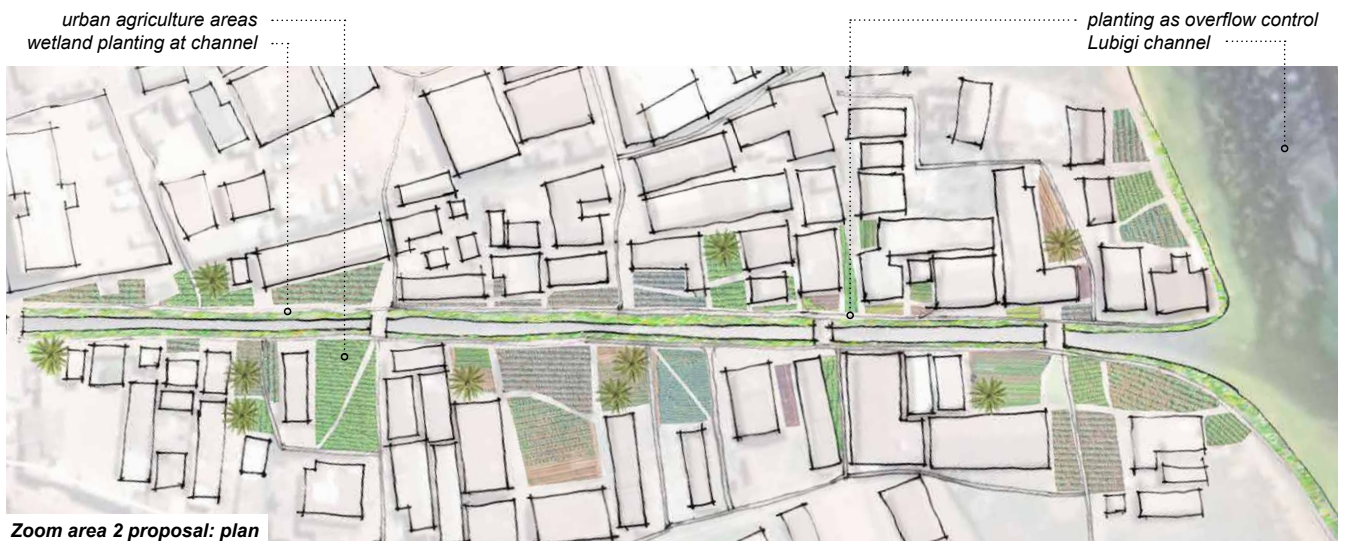 urban agriculture areas
wetland planting at channel
planting as overflow control
Lubigi channel
Zoom area 2 proposal: plan